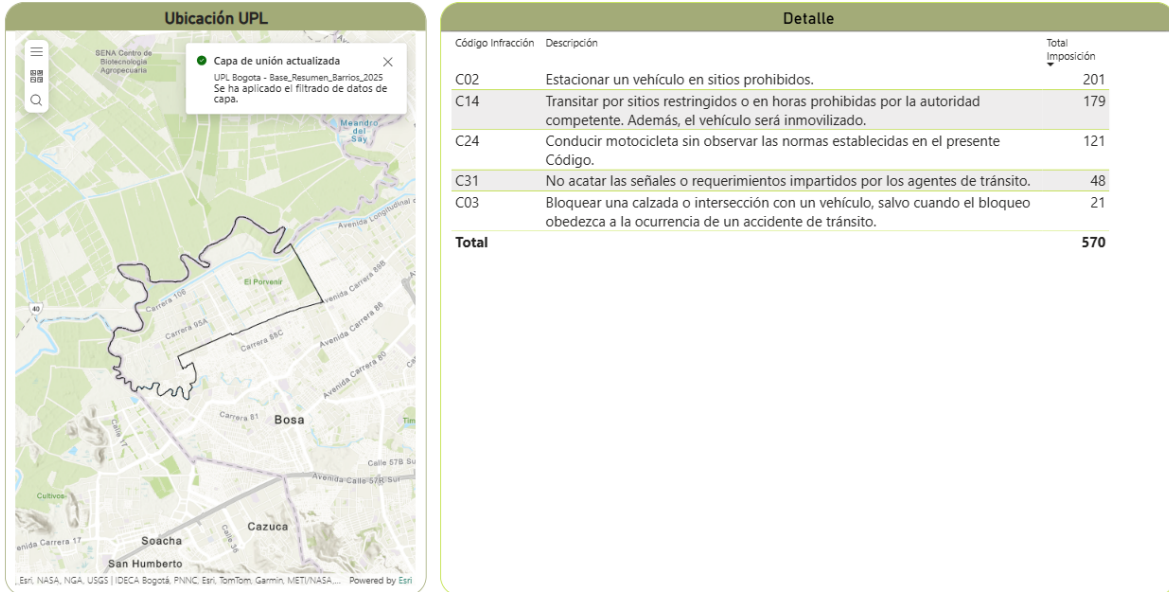 Ubicación UPL
SENA Centro de
Biotecnología
Agropecuaria
Capa de unión actualizada
UPL Bogota - Base_Resumen_Barrios_2025
Se ha aplicado el filtrado de datos de
capa.
Meandro
del
Say
Avenida Longitudinal
El Porvenir
Avenida Carrera 89B
Carrera 106
40
Carrera 95A
Avenida Carrera 86
Carrera 88C
Avenida Carrera 80
Carrera 81
Bosa
Calle 17
Calle 57B Su
Avenida Calle 57R Sur
Cultivos
Cazuca
Calle 36
enida Carrera 17
Soacha
San Humberto
Esri, NASA, NGA, USGS | IDECA Bogotá, PNNC, Esri, TomTom, Garmin, METI/NASA,... Powered by Esri
Detalle
Código Infracción Descripción Total
Imposición
C02 Estacionar un vehículo en sitios prohibidos. 201
C14 Transitar por sitios restringidos o en horas prohibidas por la autoridad 179
competente. Además, el vehículo será inmovilizado.
C24 Conducir motocicleta sin observar las normas establecidas en el presente 121
Código.
C31 No acatar las señales o requerimientos impartidos por los agentes de tránsito. 48
C03 Bloquear una calzada o intersección con un vehículo, salvo cuando el bloqueo 21
obedezca a la ocurrencia de un accidente de tránsito.
Total 570